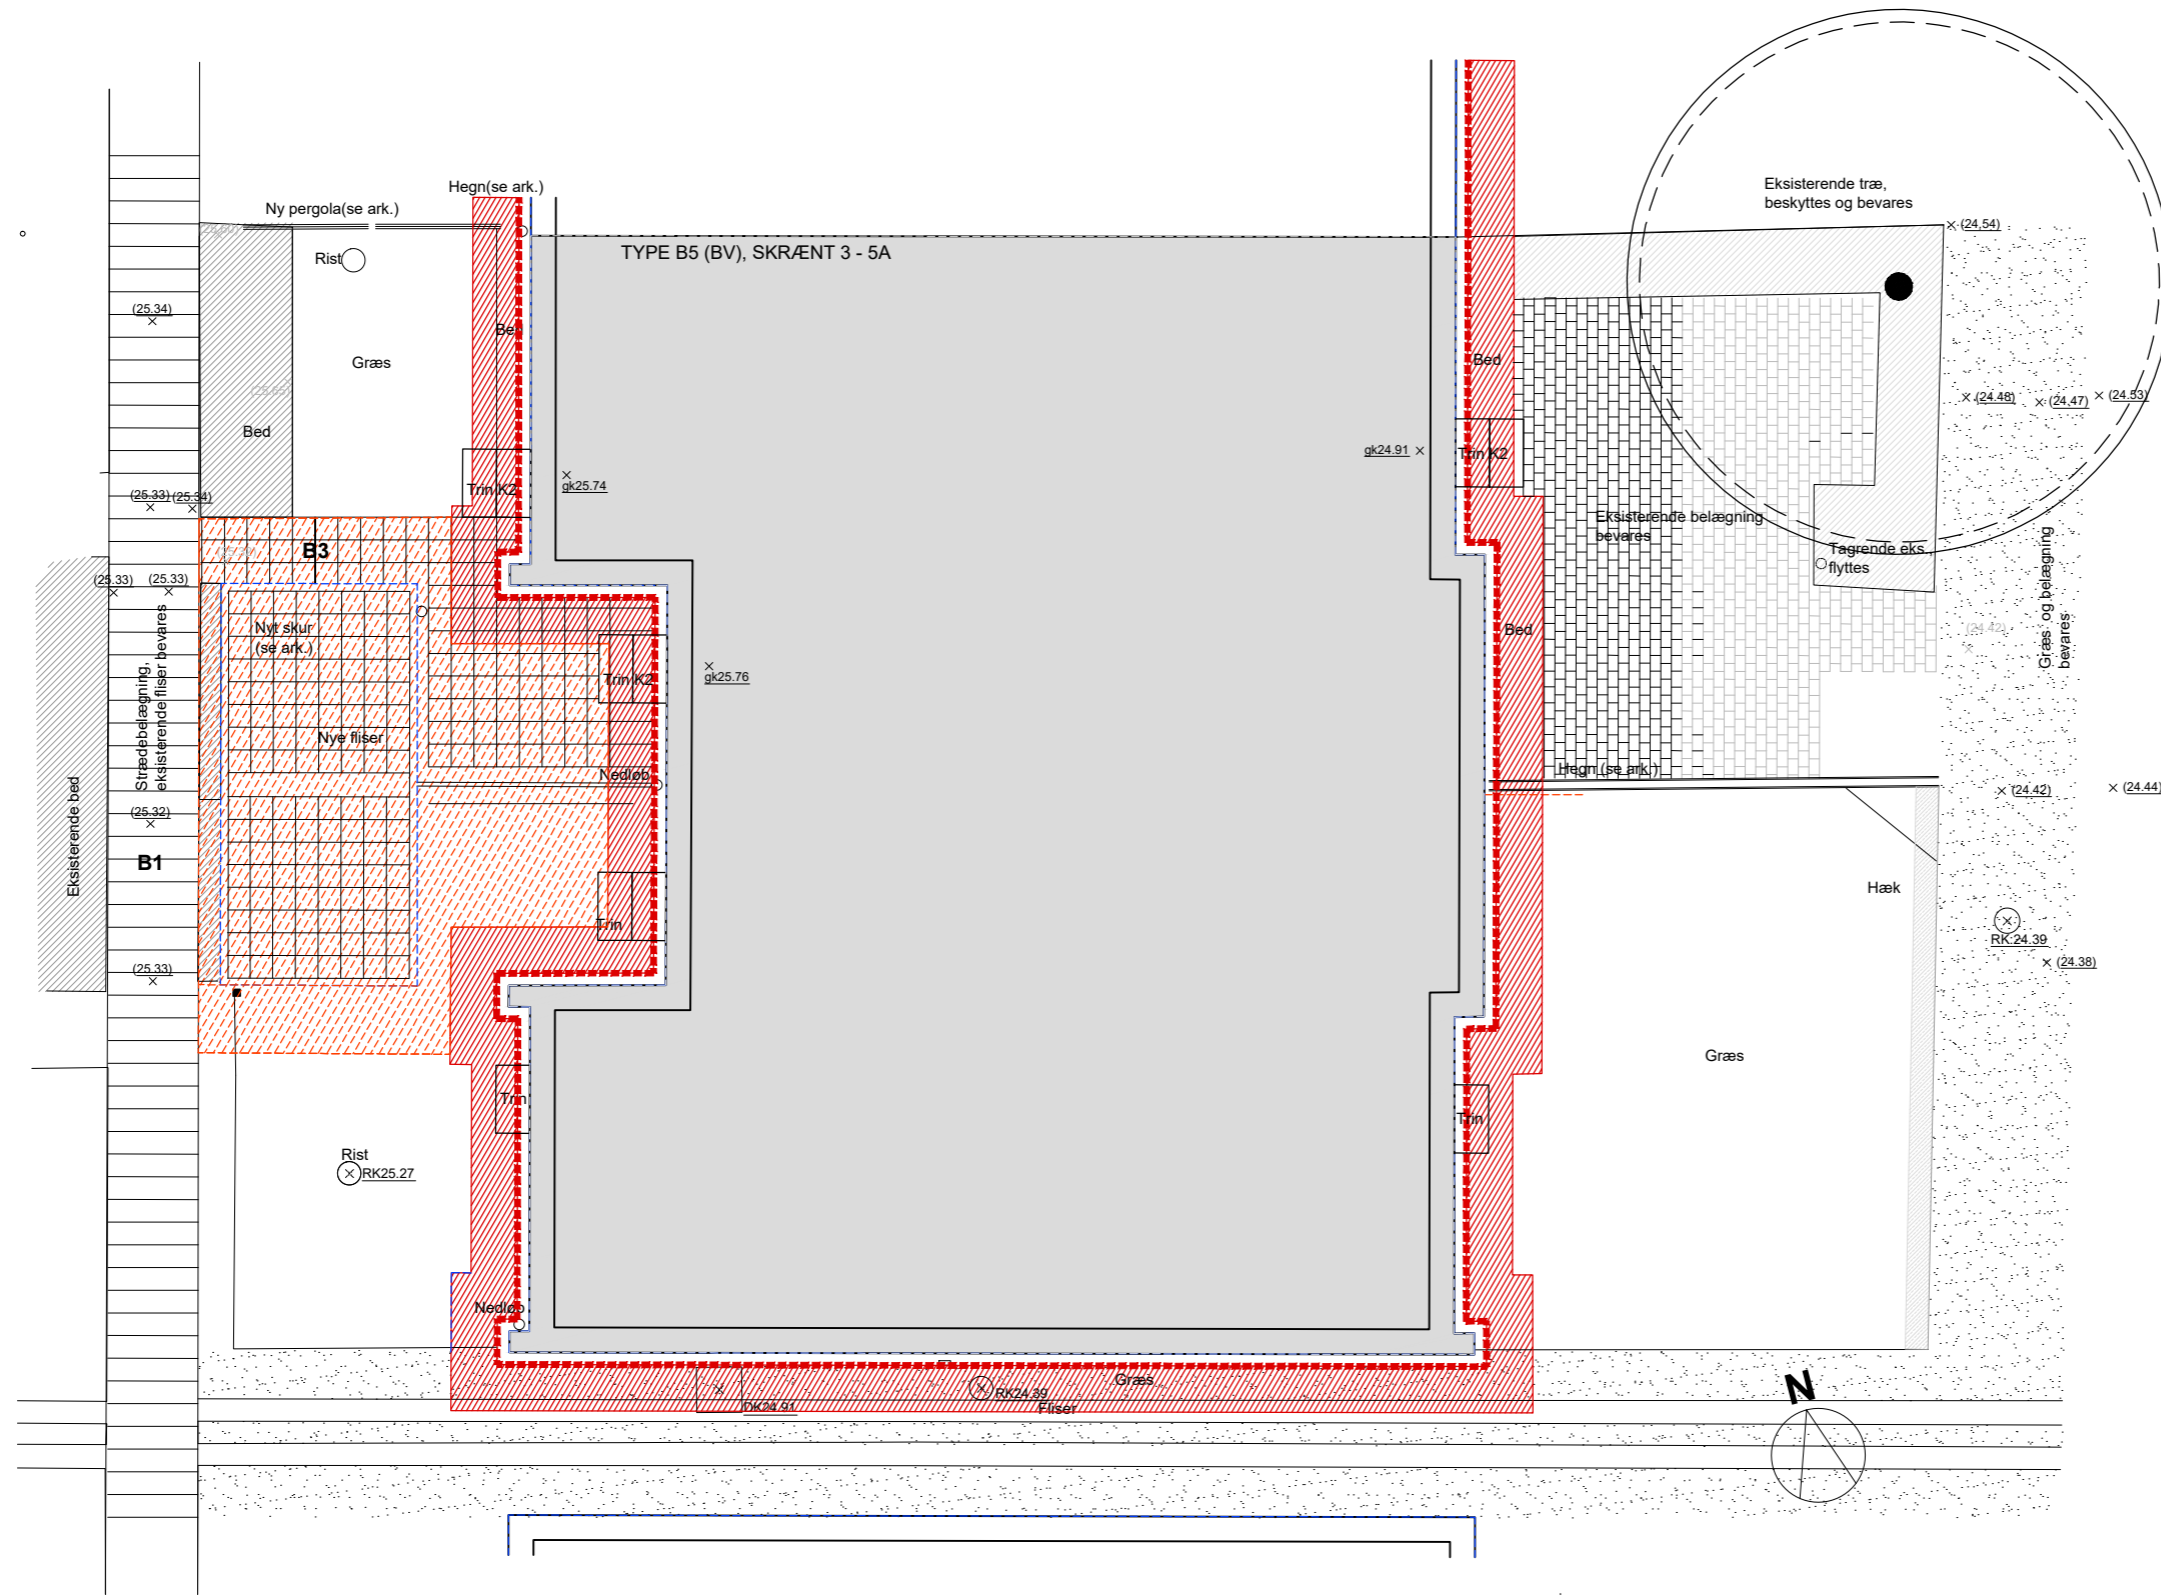 Eksisterende træ,
beskyttes og bevares
Hegn(se ark.)
Ny pergola(se ark.)
(24,54)
TYPE B5 (BV), SKRÆNT 3 - 5A
Rist
(25.34)
Bed
Græs
Bed
(25.65)
(24.48)
(24,47)
(24.53)
Bed
gk24.91
Trin K2
Trin K2
gk25.74
(25.33)
(25.34)
Eksisterende belægning
bevares
B3
Tagrende eks.,
flyttes
Græs og belægning
bevares
(25.33)
(25.33)
Nyt skur
(se ark.)
Bed
(24.42)
Strædebelægning,
eksisterende fliser bevares
Trin K2
gk25.76
Nye fliser
Nedløb
Hegn (se ark.)
(24.42)
(24.44)
Eksisterende bed
(25.32)
B1
Hæk
Trin
RK:24.39
(24.38)
(25.33)
Græs
Trin
Trin
Rist
RK25.27
Nedløb
Græs
RK24.39
DK24.91
Fliser
N